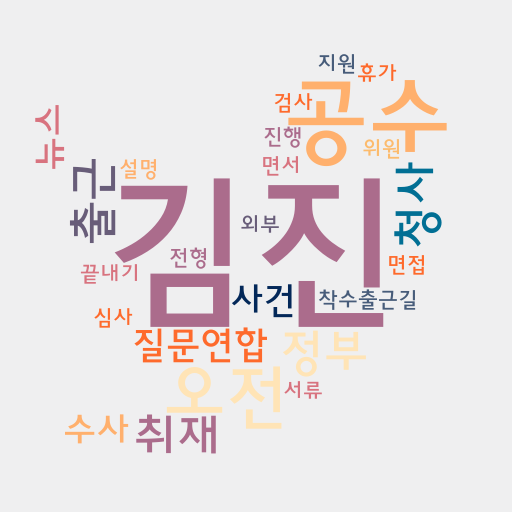 지원
휴가
검사
공수
뉴스
진행
위원
설명
면서
출근
청사
김진
외부
전형
면접
끝내기
사건
착수출근길
심사
질문연합
정부
오전
서류
수사
취재